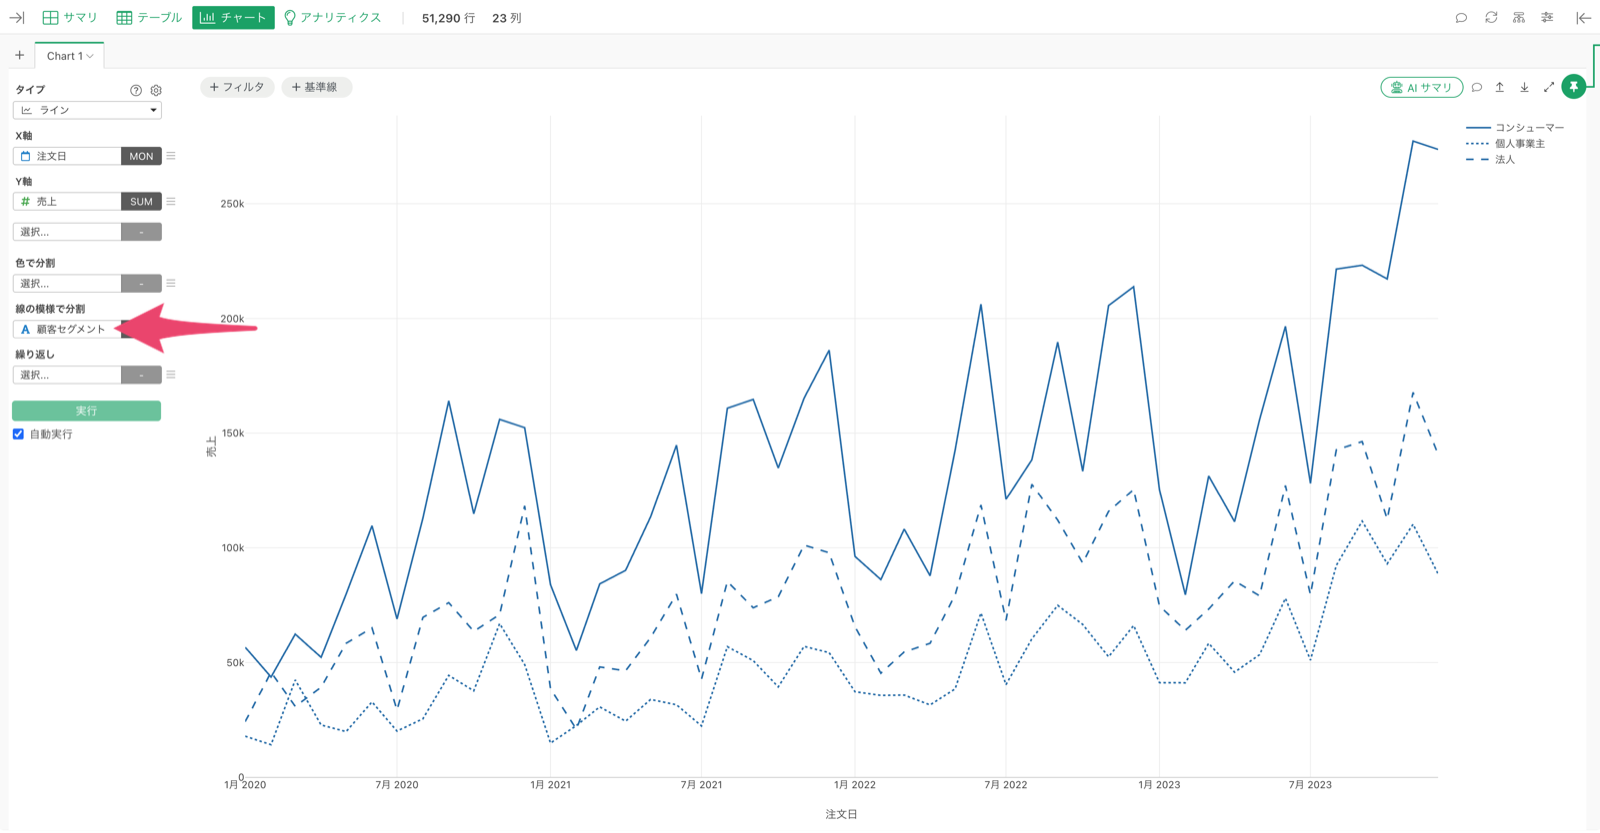 サマリ テーブル チャート アナリティクス 51,290 行 23 列
+ Chart 1
タイプ
ライン
X軸
注文日 MON
Y軸
# 売上 SUM
選択... -
色で分割
選択... -
線の模様で分割
A 顧客セグメント
繰り返し
選択... -
実行
自動実行
+ フィルタ + 基準線
AI サマリ
コンシューマー
個人事業主
法人
250k
200k
150k
100k
50k
0
売上
1月 2020 7月 2020 1月 2021 7月 2021 1月 2022 7月 2022 1月 2023 7月 2023
注文日